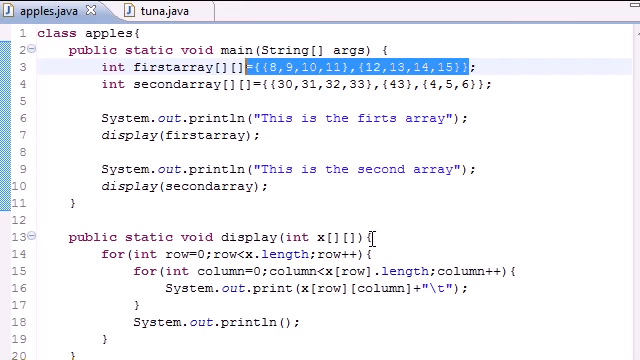 apples.java
tuna.java
1 class apples{
2 public static void main(String[] args) {
3 int firstarray[][]={{8,9,10,11},{12,13,14,15}};
4 int secondarray[][]={{30,31,32,33},{43},{4,5,6}};
5
6 System.out.println("This is the firts array");
7 display(firstarray);
8
9 System.out.println("This is the second array");
10 display(secondarray);
11 }
12
13 public static void display(int x[][]){
14 for(int row=0;row<x.length;row++){
15 for(int column=0;column<x[row].length;column++){
16 System.out.print(x[row][column]+"\t");
17 }
18 System.out.println();
19 }
20 }